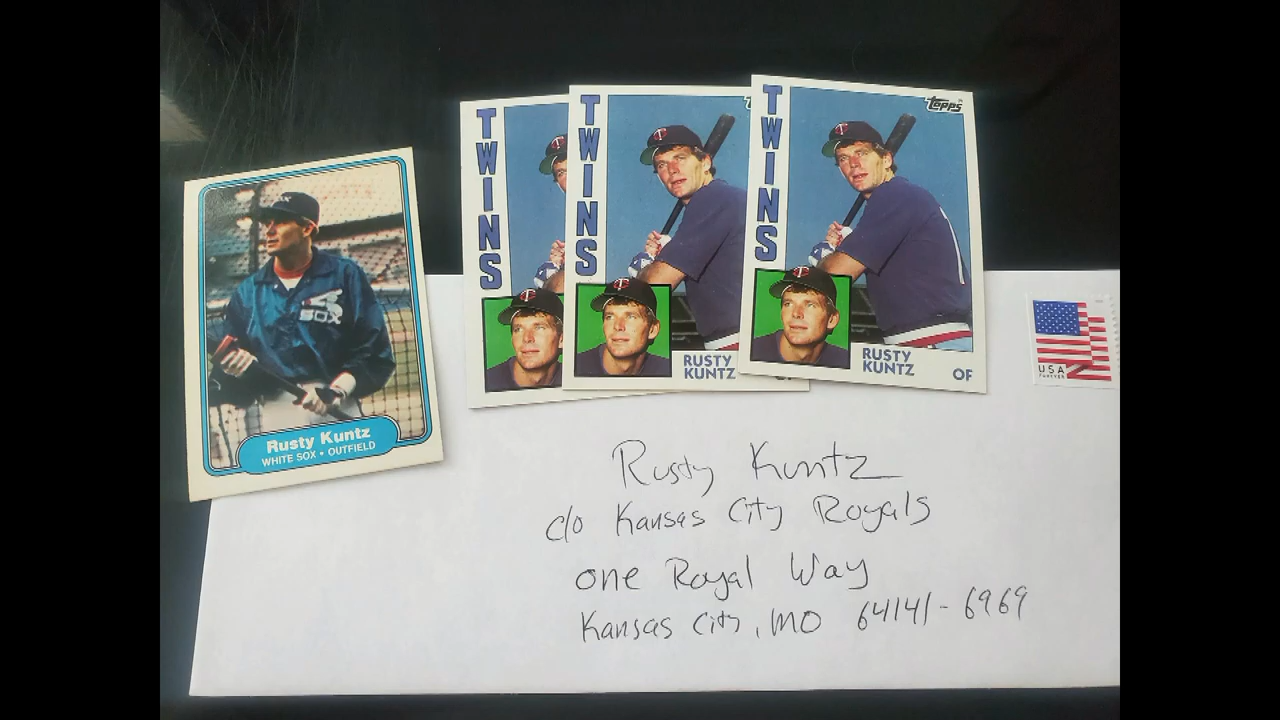 TWINS
TWINS
TWINS
Topps
SOX
Rusty Kuntz
WHITE SOX • OUTFIELD
RUSTY
KUNTZ
RUSTY
KUNTZ
OF
USA
FOREVER
Rusty Kuntz
c/o Kansas City Royals
one Royal Way
Kansas City, MO 64141-6969